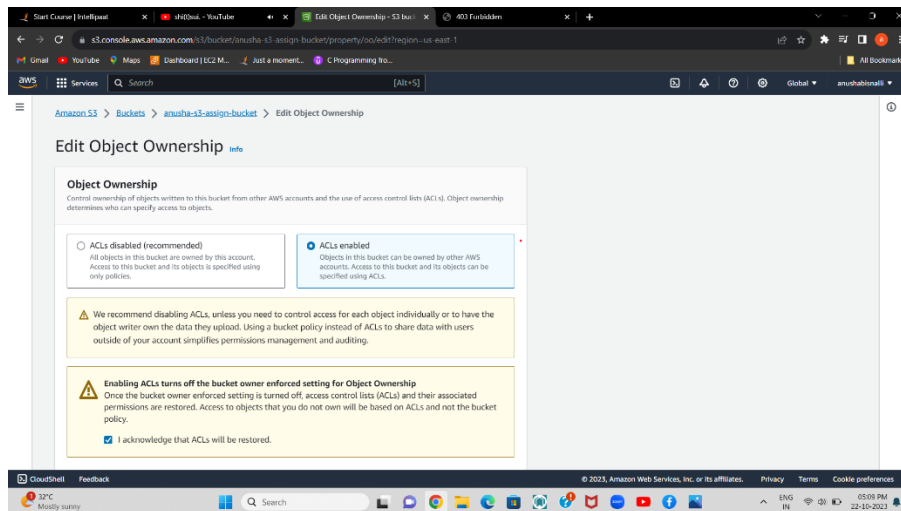 Start Course | Intellipaat
shi(t)sui. - YouTube
Edit Object Ownership - S3 buck
403 Forbidden
s3.console.aws.amazon.com/s3/bucket/anusha-s3-assign-bucket/property/oo/edit?region=us-east-1
Gmail YouTube Maps Dashboard | EC2 M... Just a moment... C Programming fro... All Bookmark
aws Services Search [Alt+S] Global anushabisnalli
Amazon S3 > Buckets > anusha-s3-assign-bucket > Edit Object Ownership
Edit Object Ownership Info
Object Ownership
Control ownership of objects written to this bucket from other AWS accounts and the use of access control lists (ACLs). Object ownership
determines who can specify access to objects.
ACLs disabled (recommended)
All objects in this bucket are owned by this account.
Access to this bucket and its objects is specified using
only policies.
ACLs enabled
Objects in this bucket can be owned by other AWS
accounts. Access to this bucket and its objects can be
specified using ACLs.
We recommend disabling ACLs, unless you need to control access for each object individually or to have the
object writer own the data they upload. Using a bucket policy instead of ACLs to share data with users
outside of your account simplifies permissions management and auditing.
Enabling ACLs turns off the bucket owner enforced setting for Object Ownership
Once the bucket owner enforced setting is turned
off, access control lists (ACLs) and their associated
permissions are restored. Access to objects that you do not own will be based on ACLs and not the bucket
policy.
I acknowledge that ACLs will be restored.
CloudShell Feedback © 2023, Amazon Web Services, Inc. or its affiliates. Privacy Terms Cookie preferences
32°C
Mostly sunny
Search
ENG
IN
05:09 PM
22-10-2023